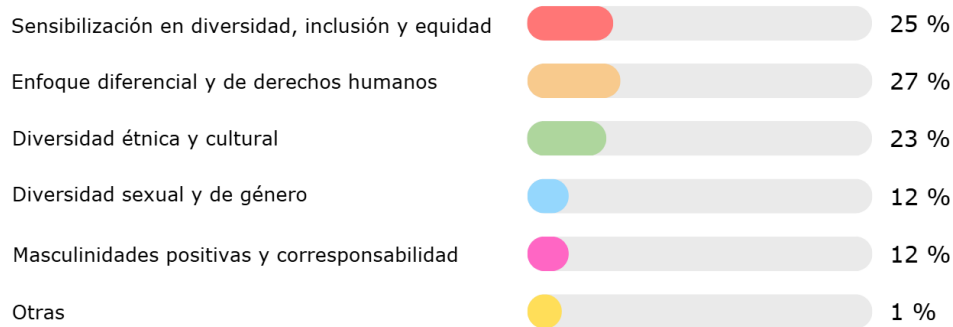 Sensibilización en diversidad, inclusión y equidad 25 %
Enfoque diferencial y de derechos humanos 27 %
Diversidad étnica y cultural 23 %
Diversidad sexual y de género 12 %
Masculinidades positivas y corresponsabilidad 12 %
Otras 1 %